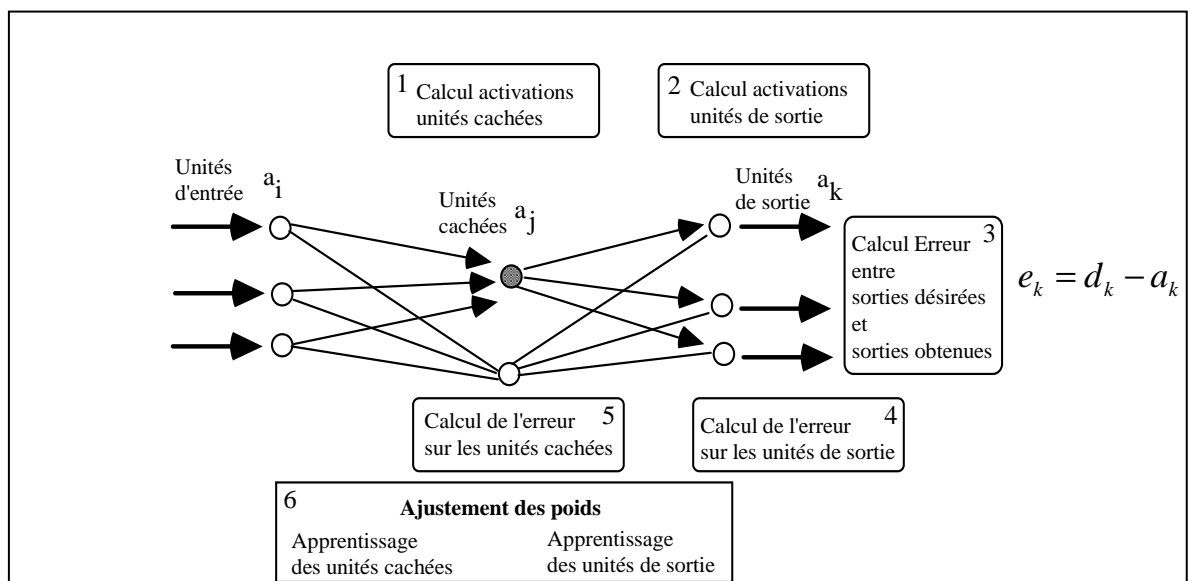 1 Calcul activations
unités cachées
2 Calcul activations
unités de sortie
Unités
d'entrée a_i
Unités
cachées a_j
Unités
de sortie a_k
3
Calcul Erreur
entre
sorties désirées
et
sorties obtenues
e_k = d_k − a_k
5
Calcul de l'erreur
sur les unités cachées
4
Calcul de l'erreur
sur les unités de sortie
6
Ajustement des poids
Apprentissage
des unités cachées
Apprentissage
des unités de sortie